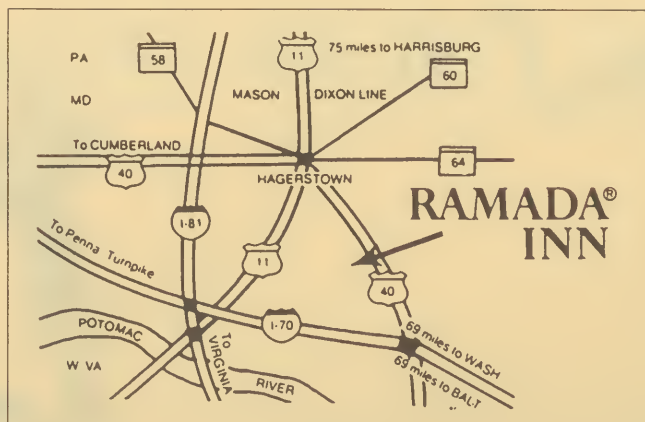 PA
58
11
75 miles to HARRISBURG
60
MD
MASON
DIXON LINE
To CUMBERLAND
40
HAGERSTOWN
64
RAMADA®
INN
I-81
To Penna Turnpike
11
40
I-70
POTOMAC
To
VIRGINIA
69 miles to WASH
69 miles to BALT
W VA
RIVER